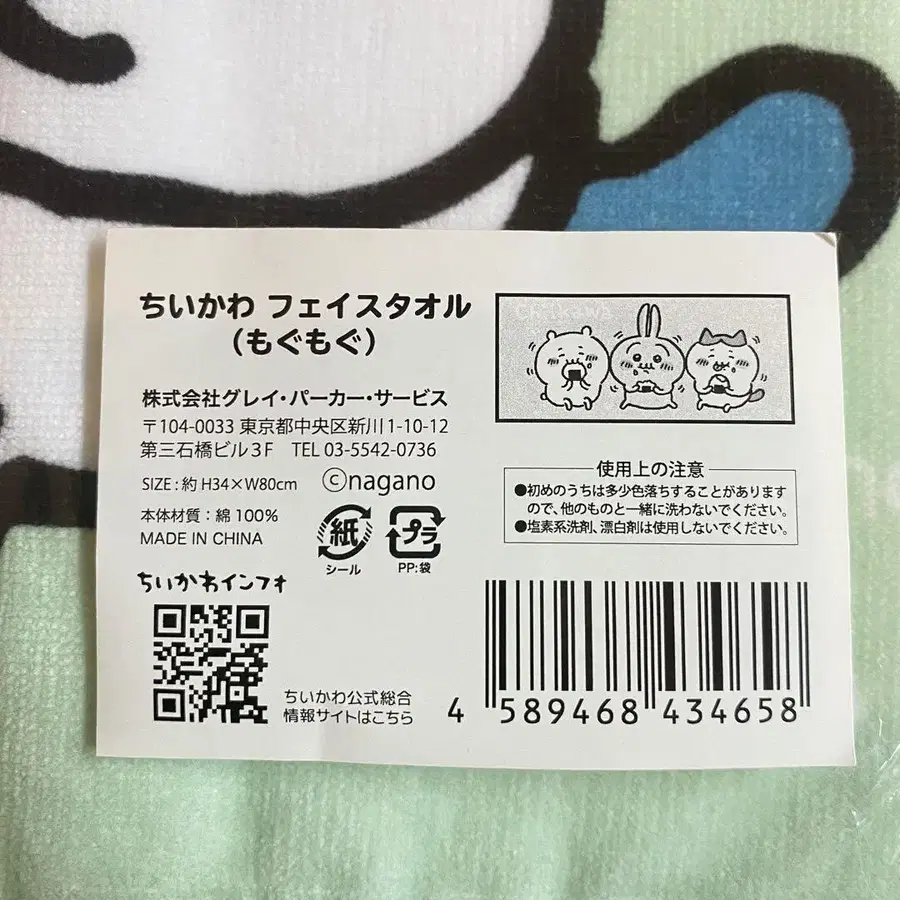 ちいかわ フェイスタオル
（もぐもぐ）
株式会社グレイ・パーカー・サービス
〒104-0033 東京都中央区新川1-10-12
第三石橋ビル3F TEL 03-5542-0736
SIZE : 約 H34×W80cm
©nagano
本体材質 : 綿 100%
MADE IN CHINA
紙
シール
プラ
PP:袋
ちいかわインフォ
ちいかわ公式総合
情報サイトはこちら
Chiikawa
使用上の注意
●初めのうちは多少色落ちすることがあります
ので、他のものと一緒に洗わないでください。
●塩素系洗剤、漂白剤は使用しないでください。
4 589468 434658